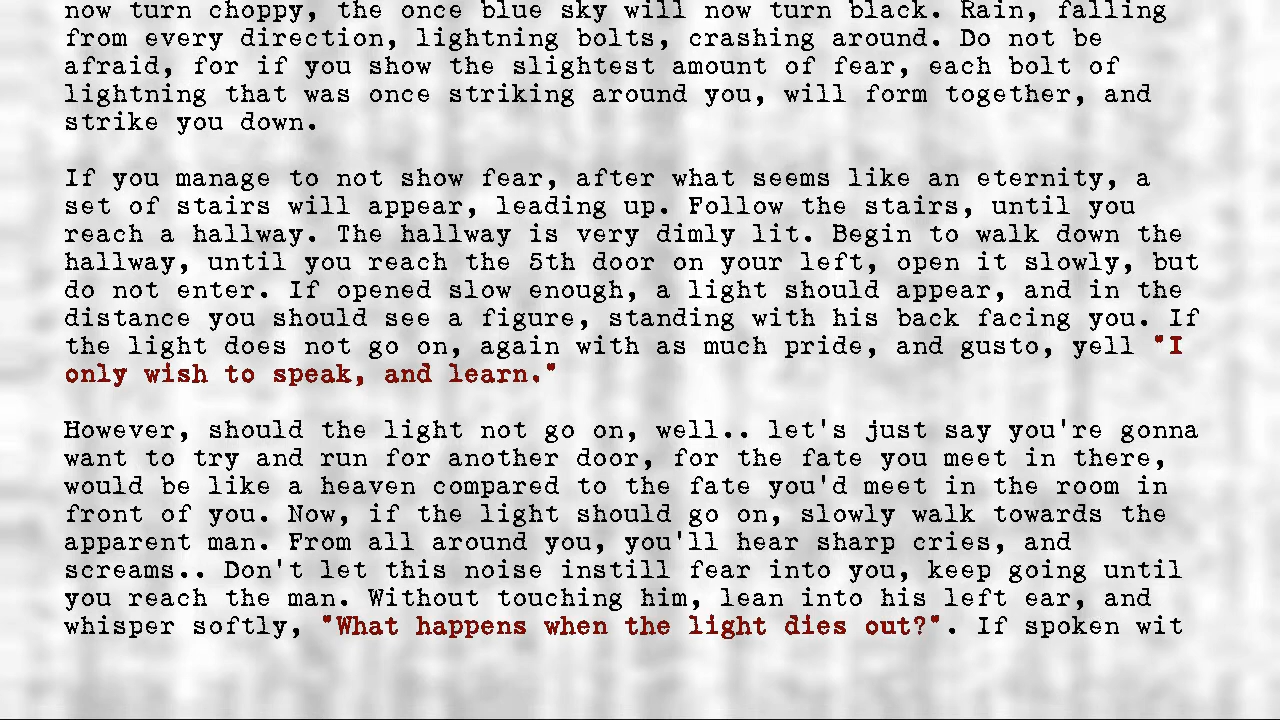 now turn choppy, the once blue sky will now turn black. Rain, falling
from every direction, lightning bolts, crashing around. Do not be
afraid, for if you show the slightest amount of fear, each bolt of
lightning that was once striking around you, will form together, and
strike you down.
If you manage to not show fear, after what seems like an eternity, a
set of stairs will appear, leading up. Follow the stairs, until you
reach a hallway. The hallway is very dimly lit. Begin to walk down the
hallway, until you reach the 5th door on your left, open it slowly, but
do not enter. If opened slow enough, a light should appear, and in the
distance you should see a figure, standing with his back facing you. If
the light does not go on, again with as much pride, and gusto, yell "I
only wish to speak, and learn."
However, should the light not go on, well.. let's just say you're gonna
want to try and run for another door, for the fate you meet in there,
would be like a heaven compared to the fate you'd meet in the room in
front of you. Now, if the light should go on, slowly walk towards the
apparent man. From all around you, you'll hear sharp cries, and
screams.. Don't let this noise instill fear into you, keep going until
you reach the man. Without touching him, lean into his left ear, and
whisper softly, "What happens when the light dies out?". If spoken wit